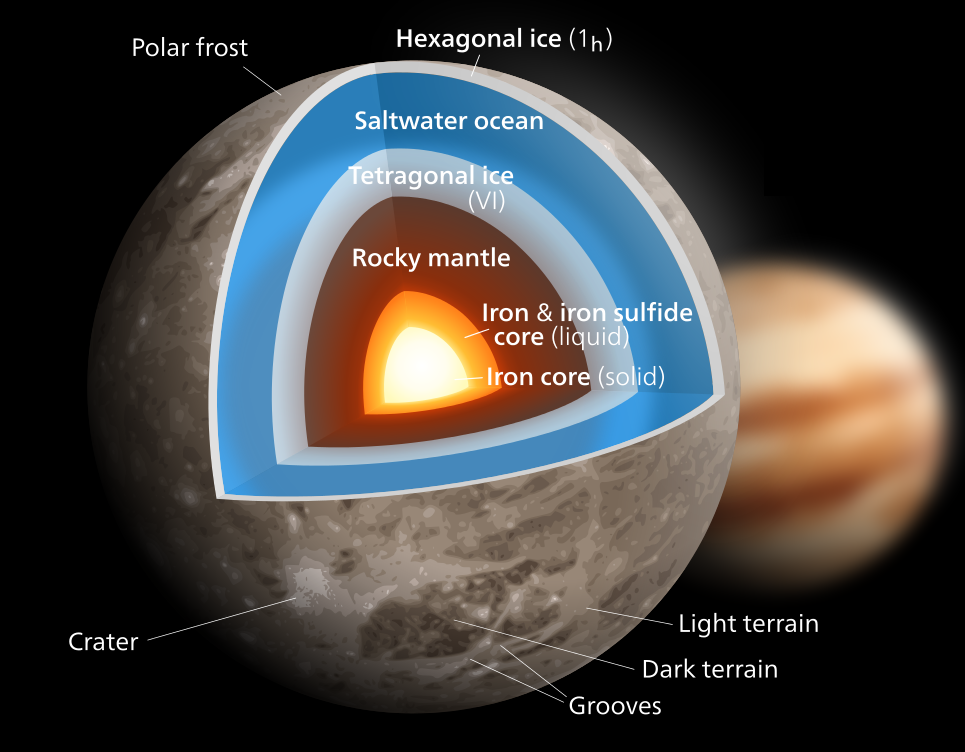 Polar frost
Hexagonal ice (1h)
Saltwater ocean
Tetragonal ice
(VI)
Rocky mantle
Iron & iron sulfide
core (liquid)
Iron core (solid)
Crater
Light terrain
Dark terrain
Grooves